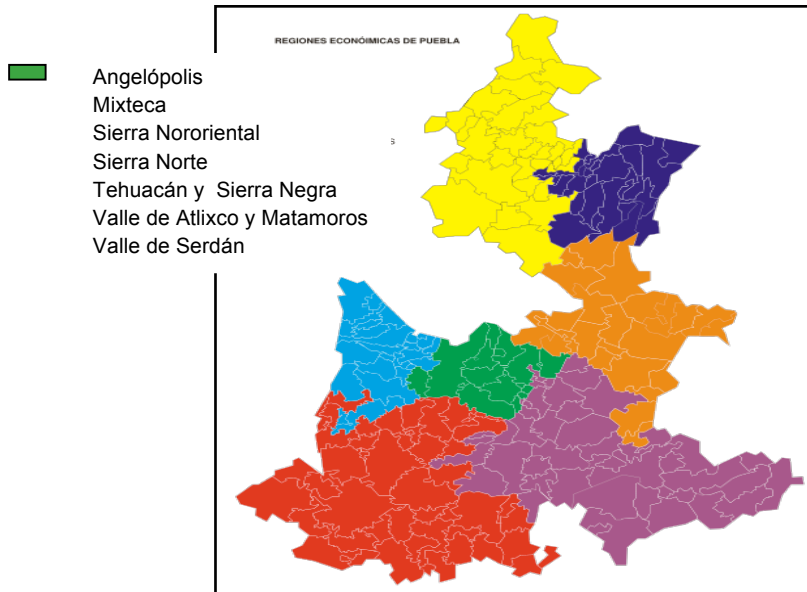 REGIONES ECONÓIMICAS DE PUEBLA
Angelópolis
Mixteca
Sierra Nororiental
s
Sierra Norte
Tehuacán y Sierra Negra
Valle de Atlixco y Matamoros
Valle de Serdán